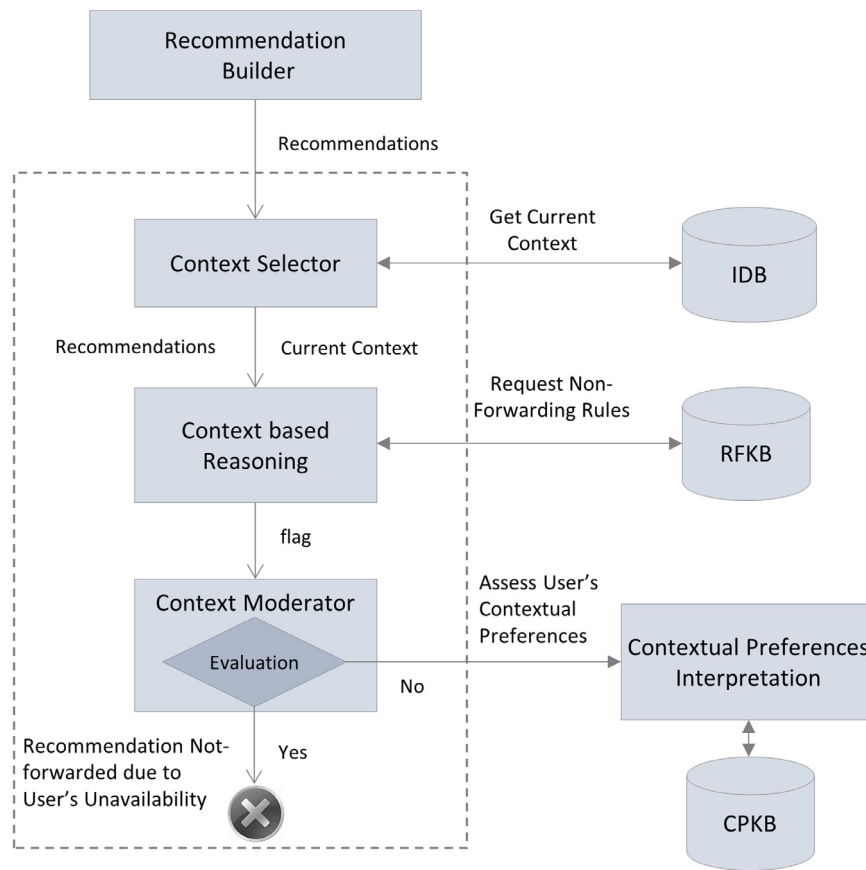 Recommendation
Builder
Recommendations
Get Current
Context
Context Selector
IDB
Recommendations
Current Context
Request Non-
Forwarding Rules
Context based
Reasoning
RFKB
flag
Assess User's
Contextual
Preferences
Context Moderator
Evaluation
No
Contextual Preferences
Interpretation
Recommendation Not-
forwarded due to
User's Unavailability
Yes
CPKB